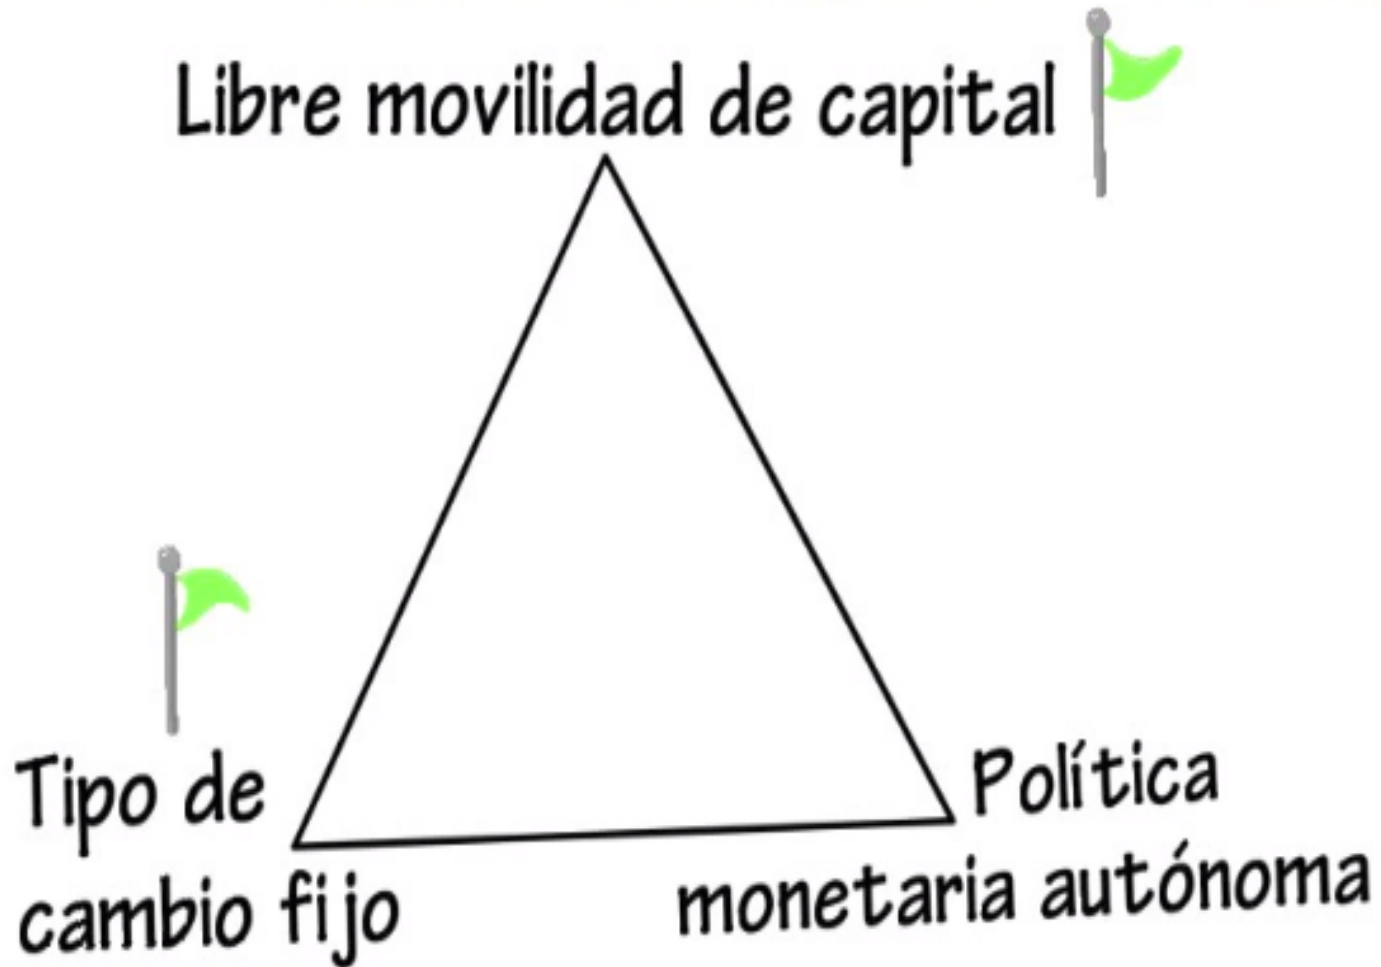 Libre movilidad de capital
Tipo de
cambio fijo
Política
monetaria autónoma